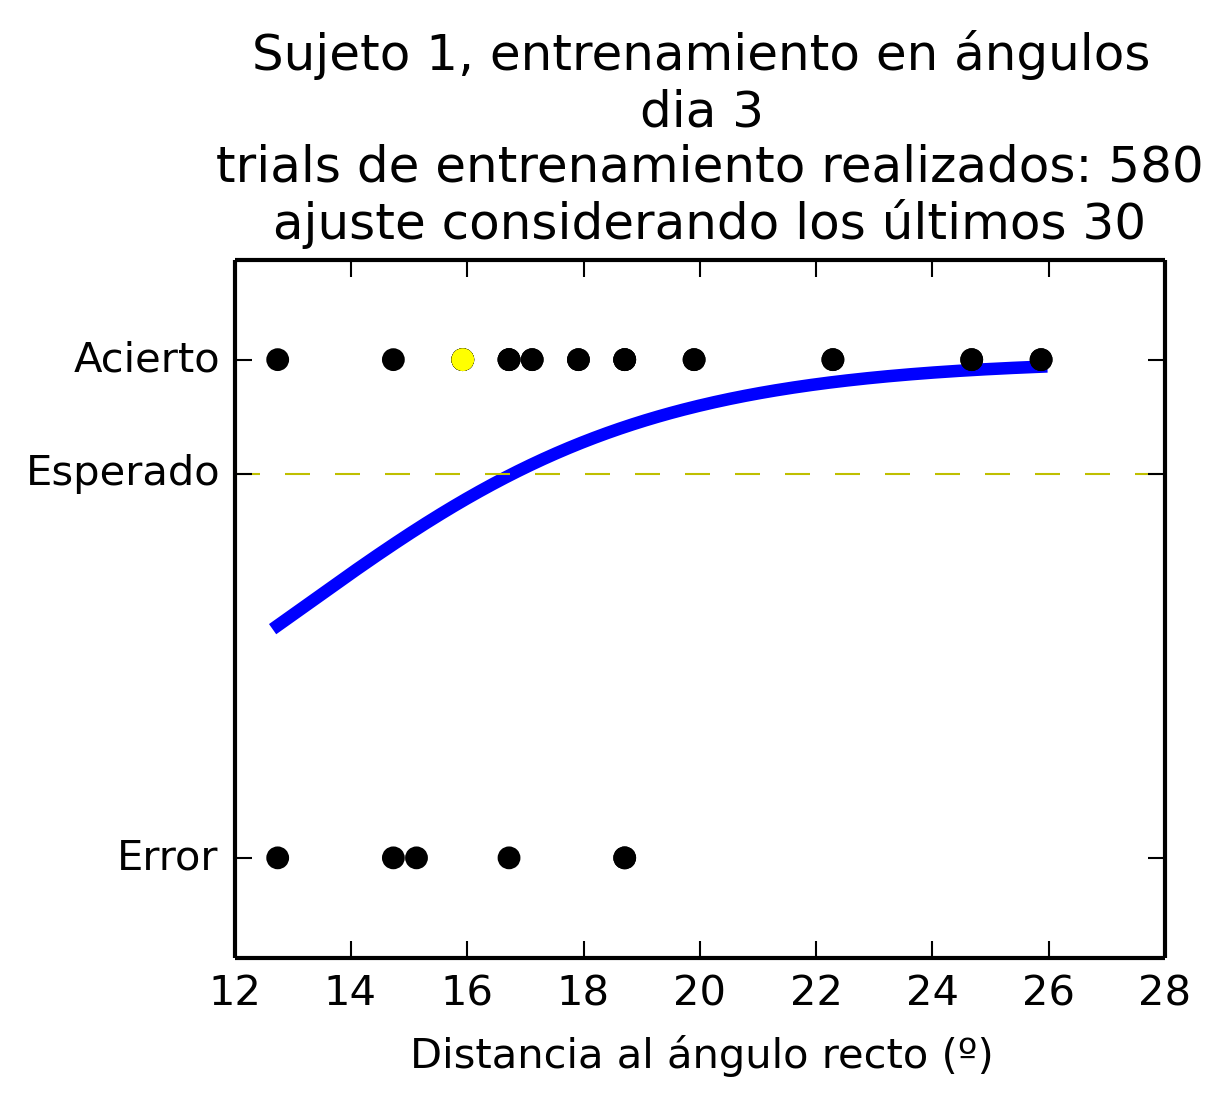 Sujeto 1, entrenamiento en ángulos
dia 3
trials de entrenamiento realizados: 580
ajuste considerando los últimos 30
Acierto
Esperado
Error
12 14 16 18 20 22 24 26 28
Distancia al ángulo recto (º)